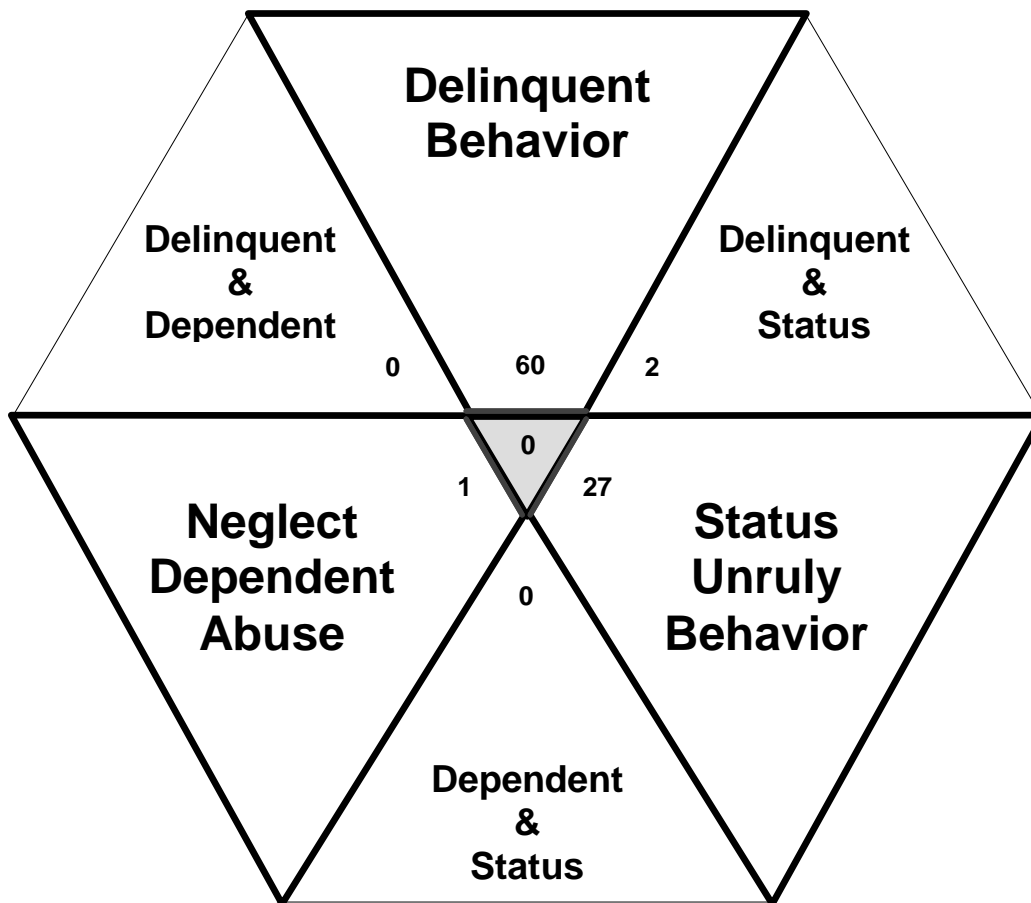 Delinquent
Behavior
Delinquent
&
Dependent
Delinquent
&
Status
0
60
2
0
1
27
Neglect
Dependent
Abuse
Status
Unruly
Behavior
0
Dependent
&
Status